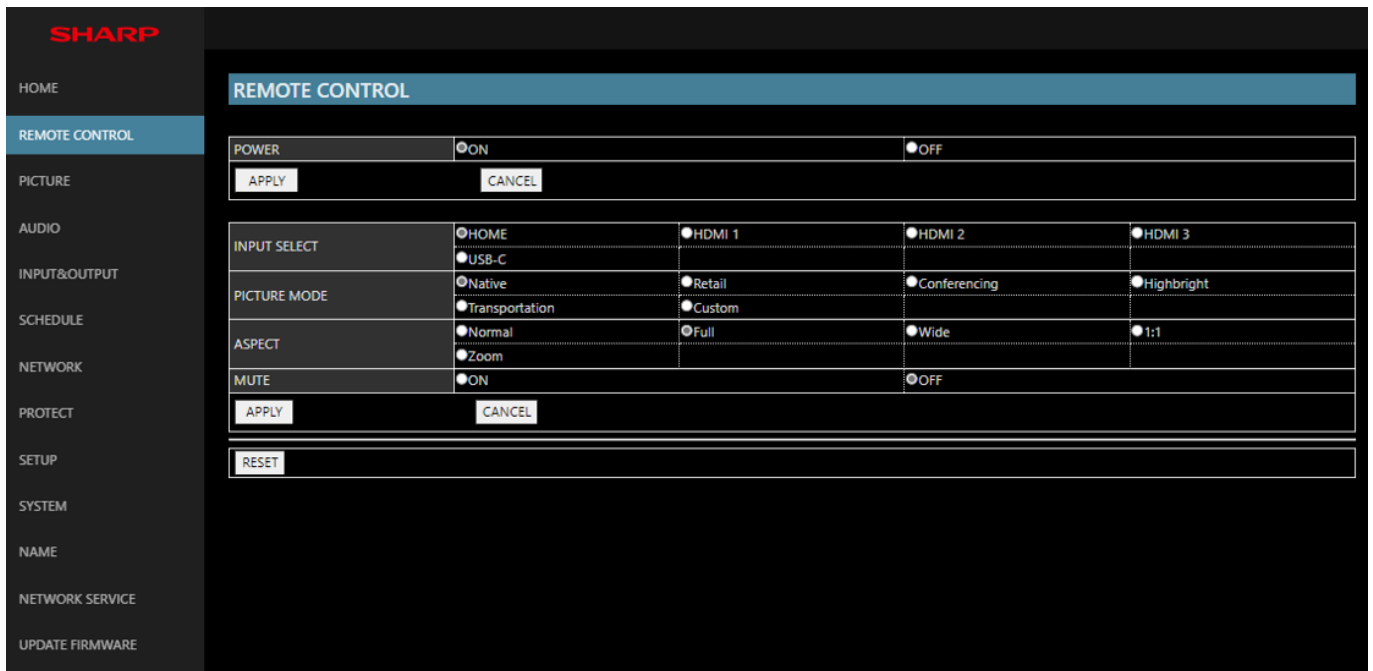 SHARP
HOME
REMOTE CONTROL
PICTURE
AUDIO
INPUT&OUTPUT
SCHEDULE
NETWORK
PROTECT
SETUP
SYSTEM
NAME
NETWORK SERVICE
UPDATE FIRMWARE
REMOTE CONTROL
POWER ON OFF
APPLY CANCEL
INPUT SELECT HOME HDMI 1 HDMI 2 HDMI 3
USB-C
PICTURE MODE Native Retail Conferencing Highbright
Transportation Custom
ASPECT Normal Full Wide 1:1
Zoom
MUTE ON OFF
APPLY CANCEL
RESET